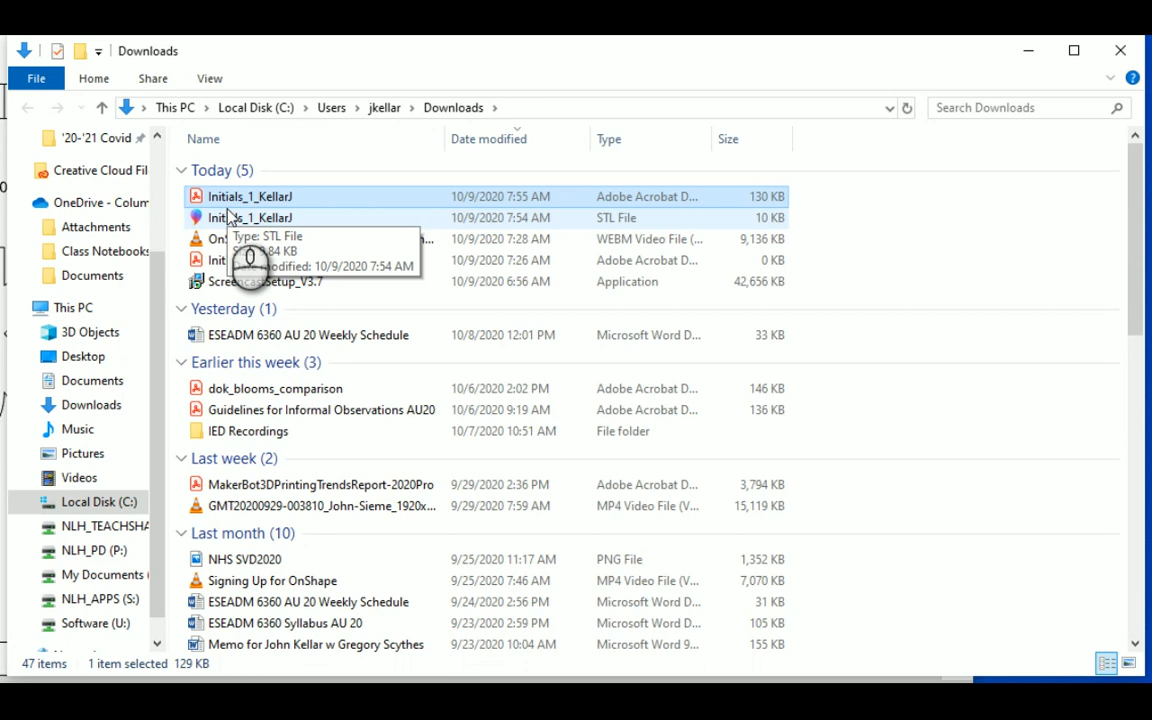 Downloads
File Home Share View
This PC Local Disk (C:) Users jkellar Downloads Search Downloads
'20-'21 Covid
Creative Cloud Fil
OneDrive - Colum
Attachments
Class Notebooks
Documents
This PC
3D Objects
Desktop
Documents
Downloads
Music
Pictures
Videos
Local Disk (C:)
NLH_TEACHSHA
NLH_PD (P:)
My Documents (
NLH_APPS (S:)
Software (U:)
Name Date modified Type Size
Today (5)
Initials_1_KellarJ 10/9/2020 7:55 AM Adobe Acrobat D... 130 KB
Initials_1_KellarJ 10/9/2020 7:54 AM STL File 10 KB
10/9/2020 7:28 AM WEBM Video File (... 9,136 KB
10/9/2020 7:26 AM Adobe Acrobat D... 0 KB
10/9/2020 6:56 AM Application 42,656 KB
Type: STL File
.84 KB
modified: 10/9/2020 7:54 AM
Yesterday (1)
ESEADM 6360 AU 20 Weekly Schedule 10/8/2020 12:01 PM Microsoft Word D... 33 KB
Earlier this week (3)
dok_blooms_comparison 10/6/2020 2:02 PM Adobe Acrobat D... 146 KB
Guidelines for Informal Observations AU20 10/6/2020 9:19 AM Adobe Acrobat D... 136 KB
IED Recordings 10/7/2020 10:51 AM File folder
Last week (2)
MakerBot3DPrintingTrendsReport-2020Pro 9/29/2020 2:36 PM Adobe Acrobat D... 3,794 KB
GMT20200929-003810_John-Sieme_1920x... 9/29/2020 7:59 AM MP4 Video File (V... 15,119 KB
Last month (10)
NHS SVD2020 9/25/2020 11:17 AM PNG File 1,352 KB
Signing Up for OnShape 9/25/2020 7:46 AM MP4 Video File (V... 7,070 KB
ESEADM 6360 AU 20 Weekly Schedule 9/24/2020 2:56 PM Microsoft Word D... 31 KB
ESEADM 6360 Syllabus AU 20 9/23/2020 2:59 PM Microsoft Word D... 105 KB
Memo for John Kellar w Gregory Scythes 9/23/2020 10:04 AM Microsoft Word 9... 155 KB
47 items 1 item selected 129 KB